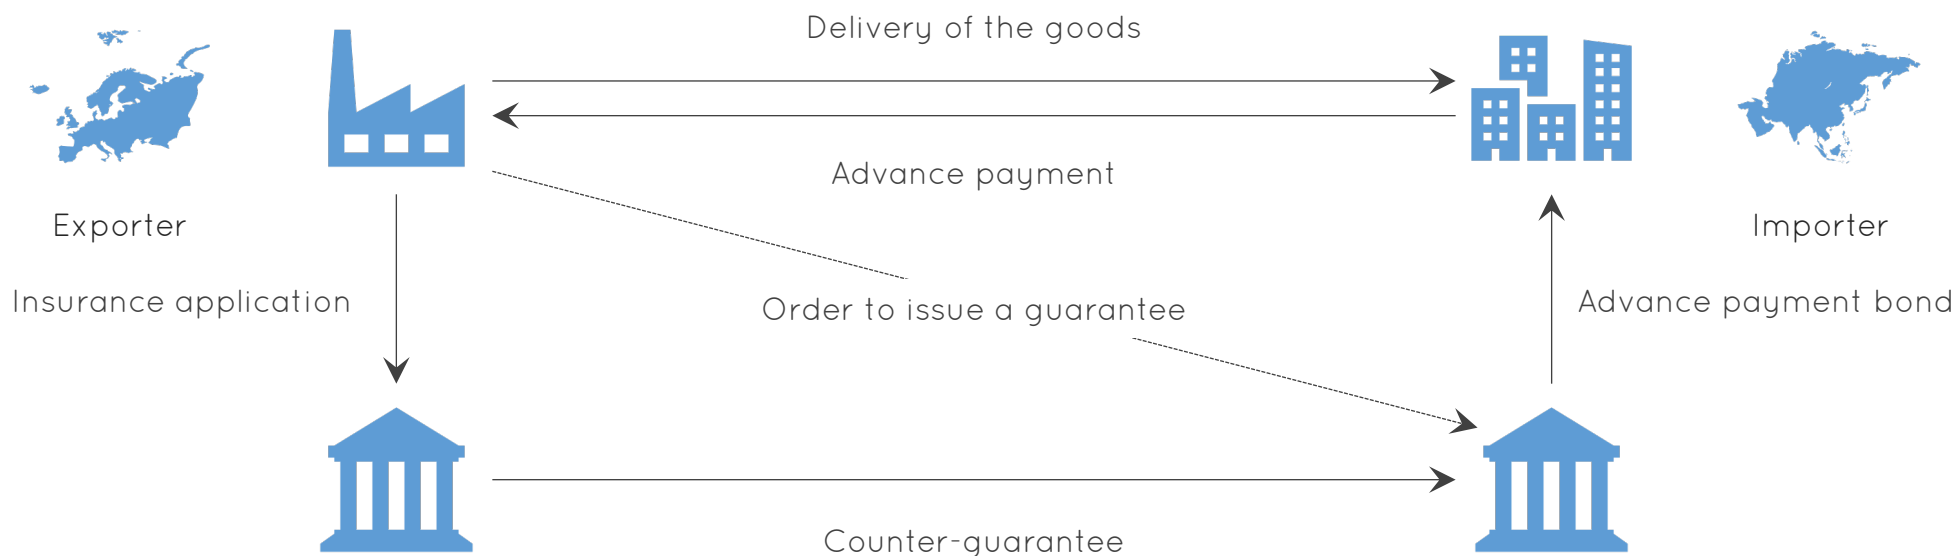 Delivery of the goods
Advance payment
Exporter
Importer
Insurance application
Order to issue a guarantee
Advance payment bond
Counter-guarantee